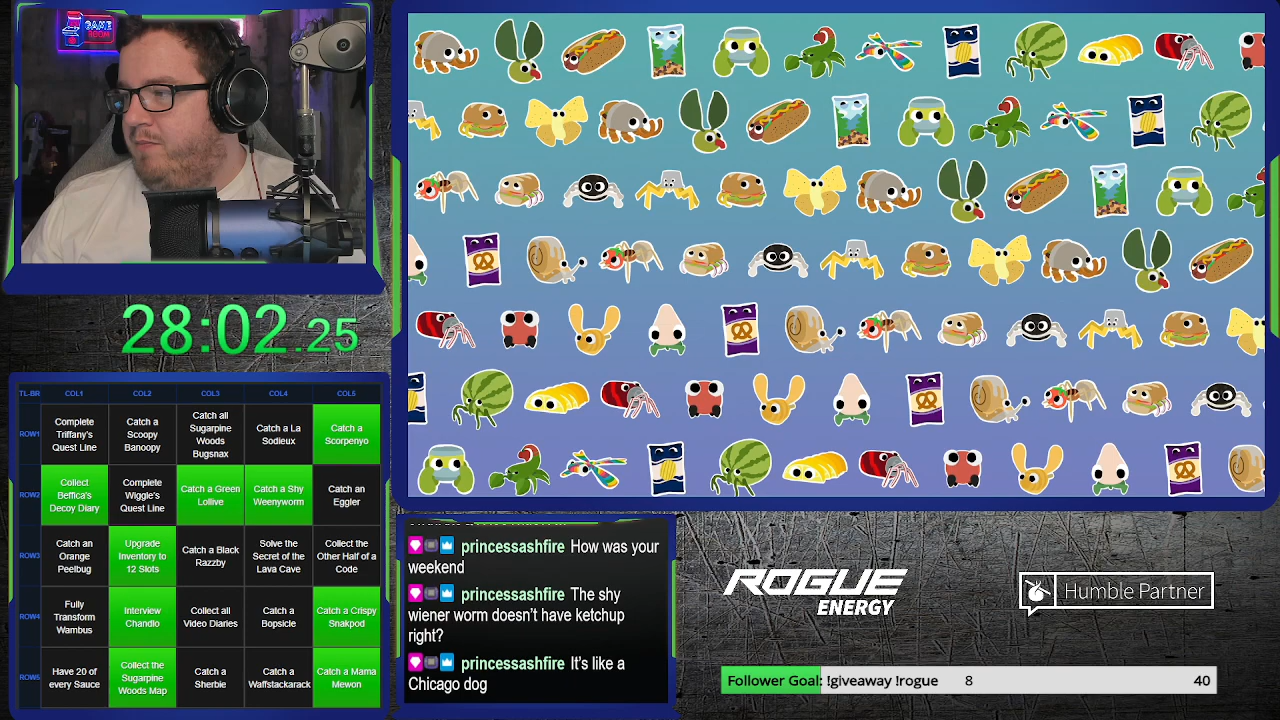 GAME
ROOM
28:02.25
TL-BR COL1 COL2 COL3 COL4 COL5
ROW1
Complete
Triffany's
Quest Line
Catch a
Scoopy
Banoopy
Catch all
Sugarpine
Woods
Bugsnax
Catch a La
Sodieux
Catch a
Scorpenyo
ROW2
Collect
Beffica's
Decoy Diary
Complete
Wiggle's
Quest Line
Catch a Green
Lollive
Catch a Shy
Weenyworm
Catch an
Eggler
ROW3
Catch an
Orange
Peelbug
Upgrade
Inventory to
12 Slots
Catch a Black
Razzby
Solve the
Secret of the
Lava Cave
Collect the
Other Half of a
Code
ROW4
Fully
Transform
Wambus
Interview
Chandlo
Collect all
Video Diaries
Catch a
Bopsicle
Catch a Crispy
Snakpod
ROW5
Have 20 of
every Sauce
Collect the
Sugarpine
Woods Map
Catch a
Sherbie
Catch a
Waffstackarack
Catch a Mama
Mewon
princessashfire How was your
weekend
princessashfire The shy
wiener worm doesn't have ketchup
right?
princessashfire It's like a
Chicago dog
ROGUE
ENERGY
Humble Partner
Follower Goal: !giveaway !rogue 8 40